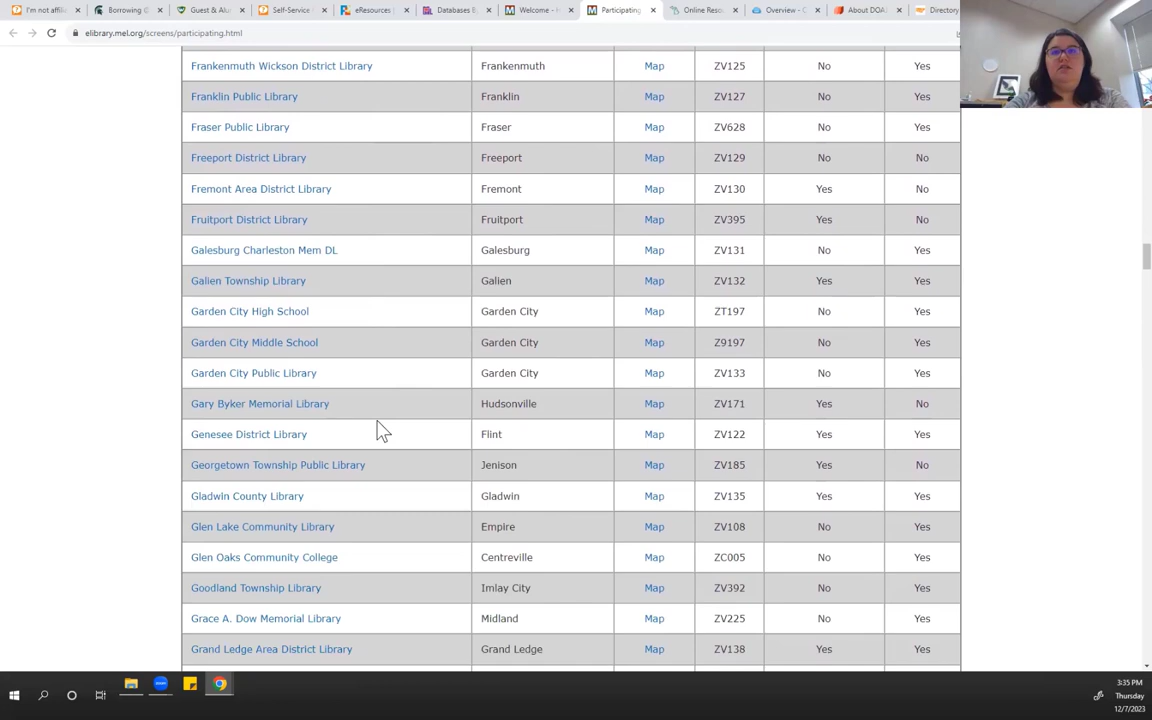 I'm not affilia
Borrowing G
Guest & Alu
Self-Service
eResources |
Databases B
Welcome - H
Participating
Online Reso
Overview - C
About DOAJ
Directory
elibrary.mel.org/screens/participating.html
Frankenmuth Wickson District Library Frankenmuth Map ZV125 No Yes
Franklin Public Library Franklin Map ZV127 No Yes
Fraser Public Library Fraser Map ZV628 No Yes
Freeport District Library Freeport Map ZV129 No No
Fremont Area District Library Fremont Map ZV130 Yes No
Fruitport District Library Fruitport Map ZV395 Yes No
Galesburg Charleston Mem DL Galesburg Map ZV131 No Yes
Galien Township Library Galien Map ZV132 Yes Yes
Garden City High School Garden City Map ZT197 No Yes
Garden City Middle School Garden City Map Z9197 No Yes
Garden City Public Library Garden City Map ZV133 No Yes
Gary Byker Memorial Library Hudsonville Map ZV171 Yes No
Genesee District Library Flint Map ZV122 Yes Yes
Georgetown Township Public Library Jenison Map ZV185 Yes No
Gladwin County Library Gladwin Map ZV135 Yes Yes
Glen Lake Community Library Empire Map ZV108 No Yes
Glen Oaks Community College Centreville Map ZC005 No Yes
Goodland Township Library Imlay City Map ZV392 No Yes
Grace A. Dow Memorial Library Midland Map ZV225 No Yes
Grand Ledge Area District Library Grand Ledge Map ZV138 Yes Yes
3:35 PM
Thursday
12/7/2023